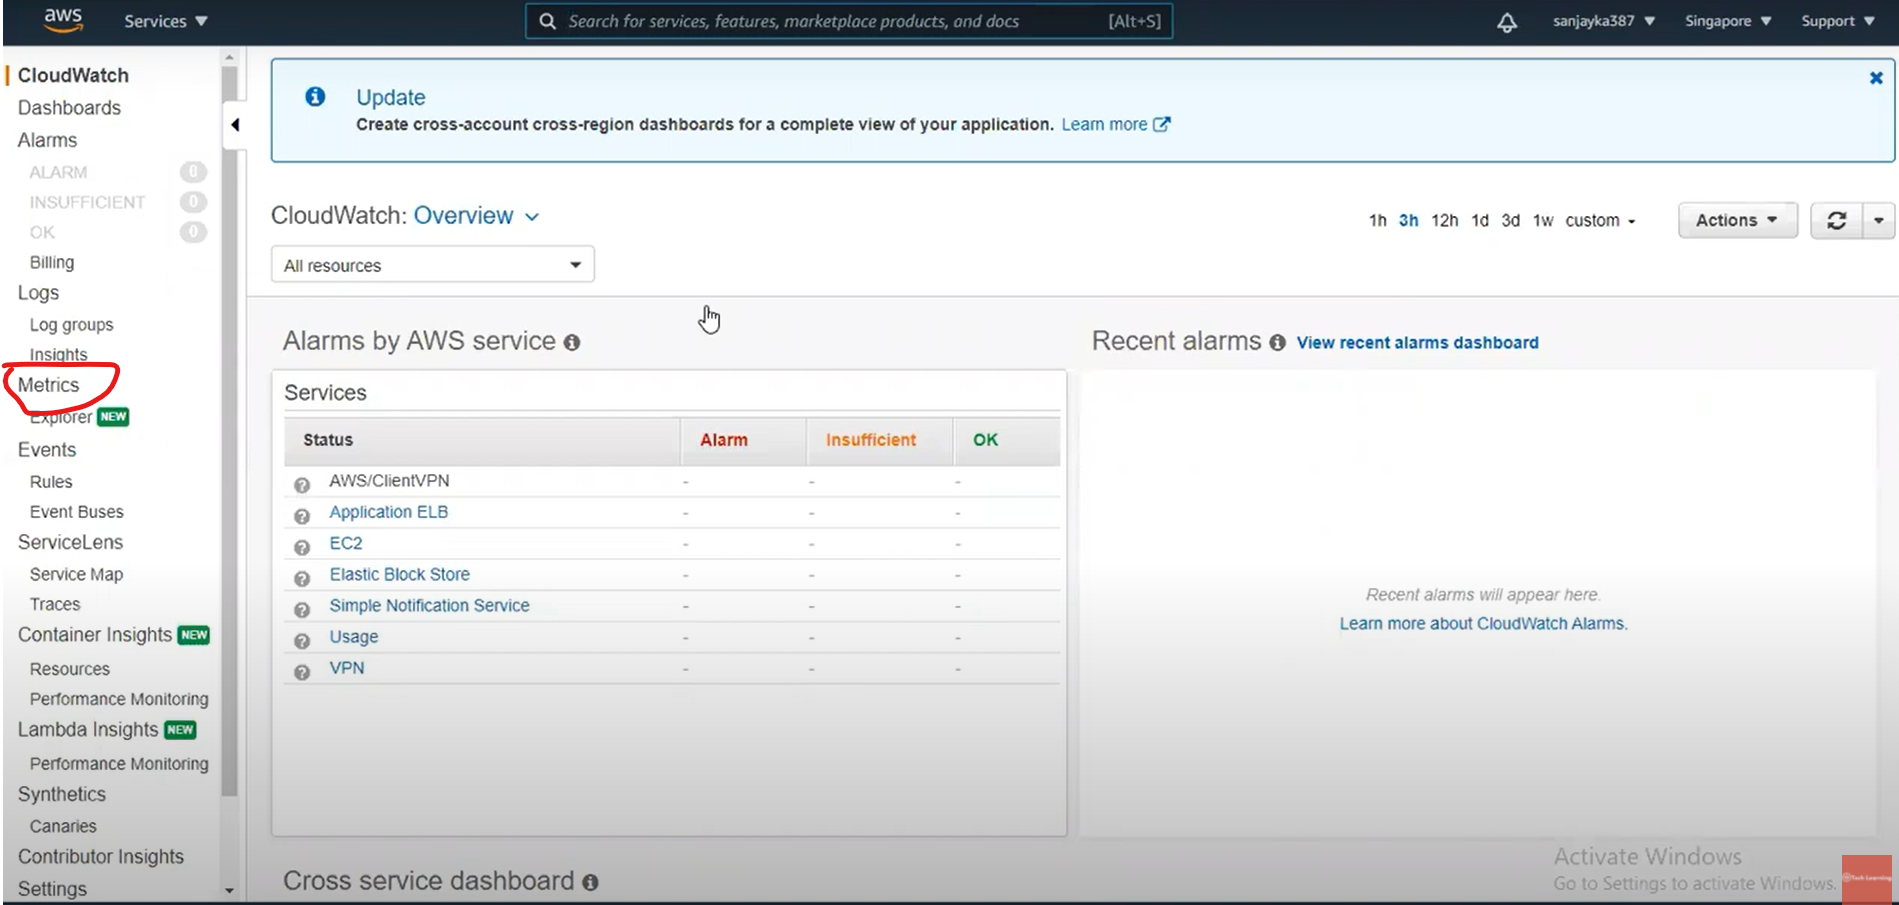 aws Services Search for services, features, marketplace products, and docs [Alt+S] sanjayka387 Singapore Support
CloudWatch
Dashboards
Alarms
ALARM 0
INSUFFICIENT 0
OK 0
Billing
Logs
Log groups
Insights
Metrics
Explorer NEW
Events
Rules
Event Buses
ServiceLens
Service Map
Traces
Container Insights NEW
Resources
Performance Monitoring
Lambda Insights NEW
Performance Monitoring
Synthetics
Canaries
Contributor Insights
Settings
Update
Create cross-account cross-region dashboards for a complete view of your application. Learn more
CloudWatch: Overview
1h 3h 12h 1d 3d 1w custom Actions
All resources
Alarms by AWS service
Services
Status Alarm Insufficient OK
AWS/ClientVPN - - -
Application ELB - - -
EC2 - - -
Elastic Block Store - - -
Simple Notification Service - - -
Usage - - -
VPN - - -
Recent alarms View recent alarms dashboard
Recent alarms will appear here.
Learn more about CloudWatch Alarms.
Cross service dashboard
Activate Windows
Go to Settings to activate Windows.
Tech Learning